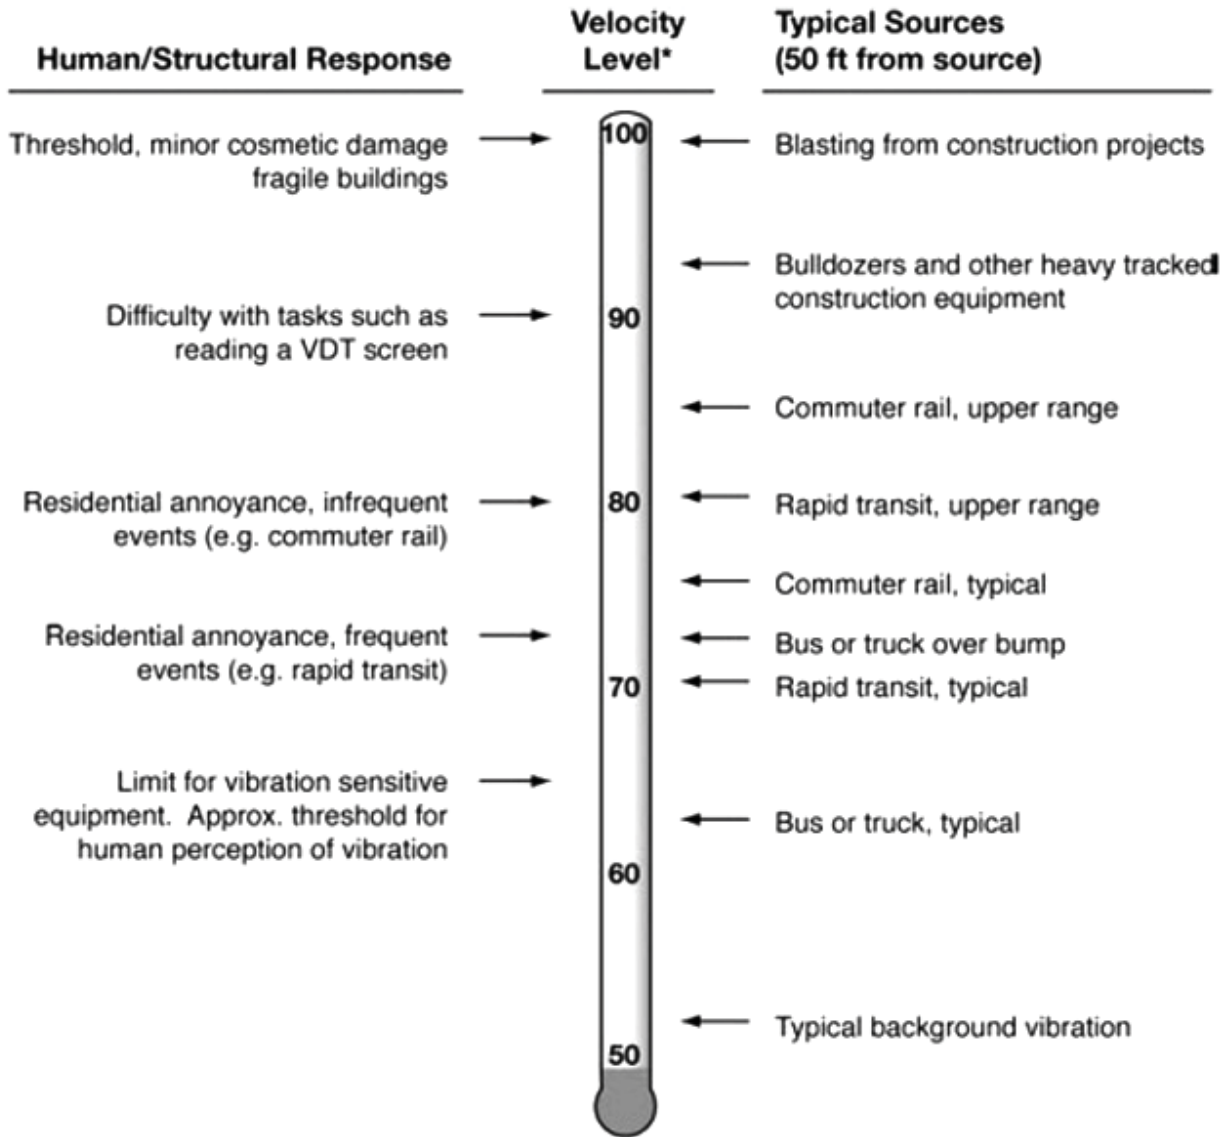 Human/Structural Response
Velocity
Level*
Typical Sources
(50 ft from source)
Threshold, minor cosmetic damage
fragile buildings
100
Blasting from construction projects
Bulldozers and other heavy tracked
construction equipment
Difficulty with tasks such as
reading a VDT screen
90
Commuter rail, upper range
Residential annoyance, infrequent
events (e.g. commuter rail)
80
Rapid transit, upper range
Commuter rail, typical
Residential annoyance, frequent
events (e.g. rapid transit)
Bus or truck over bump
70
Rapid transit, typical
Limit for vibration sensitive
equipment. Approx. threshold for
human perception of vibration
Bus or truck, typical
60
Typical background vibration
50